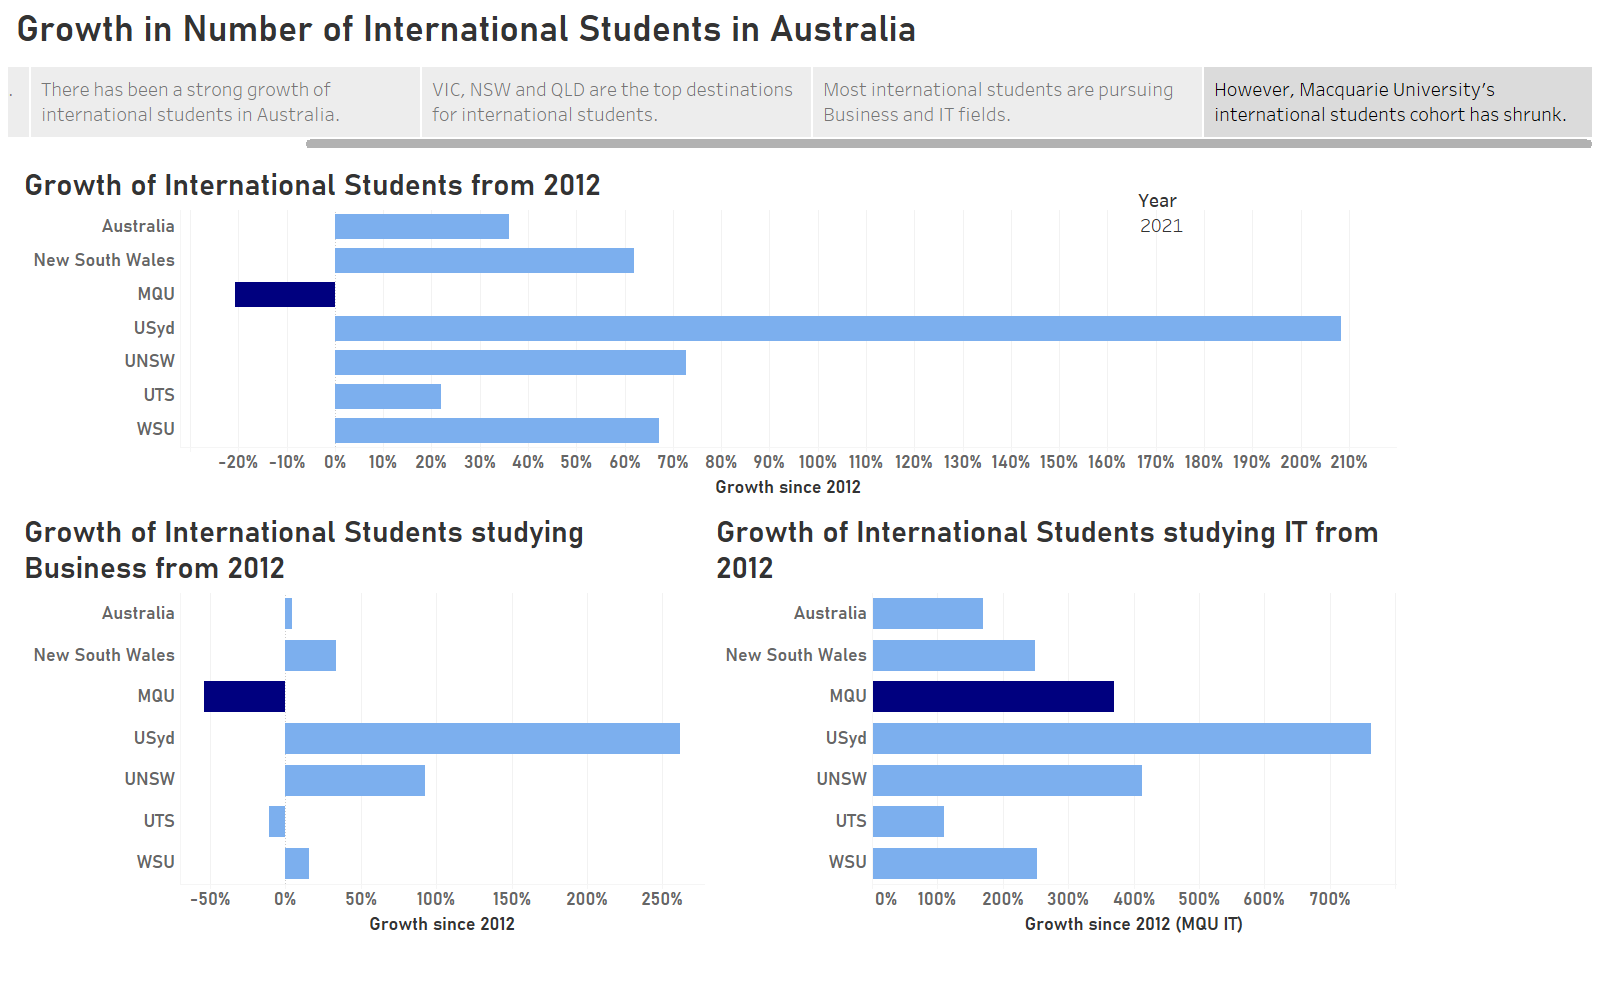 Growth in Number of International Students in Australia
.
There has been a strong growth of
international students in Australia.
VIC, NSW and QLD are the top destinations
for international students.
Most international students are pursuing
Business and IT fields.
However, Macquarie University's
international students cohort has shrunk.
Growth of International Students from 2012
Year
2021
Australia
New South Wales
MQU
USyd
UNSW
UTS
WSU
-20% -10% 0% 10% 20% 30% 40% 50% 60% 70% 80% 90% 100% 110% 120% 130% 140% 150% 160% 170% 180% 190% 200% 210%
Growth since 2012
Growth of International Students studying
Business from 2012
Australia
New South Wales
MQU
USyd
UNSW
UTS
WSU
-50% 0% 50% 100% 150% 200% 250%
Growth since 2012
Growth of International Students studying IT from
2012
Australia
New South Wales
MQU
USyd
UNSW
UTS
WSU
0% 100% 200% 300% 400% 500% 600% 700%
Growth since 2012 (MQU IT)